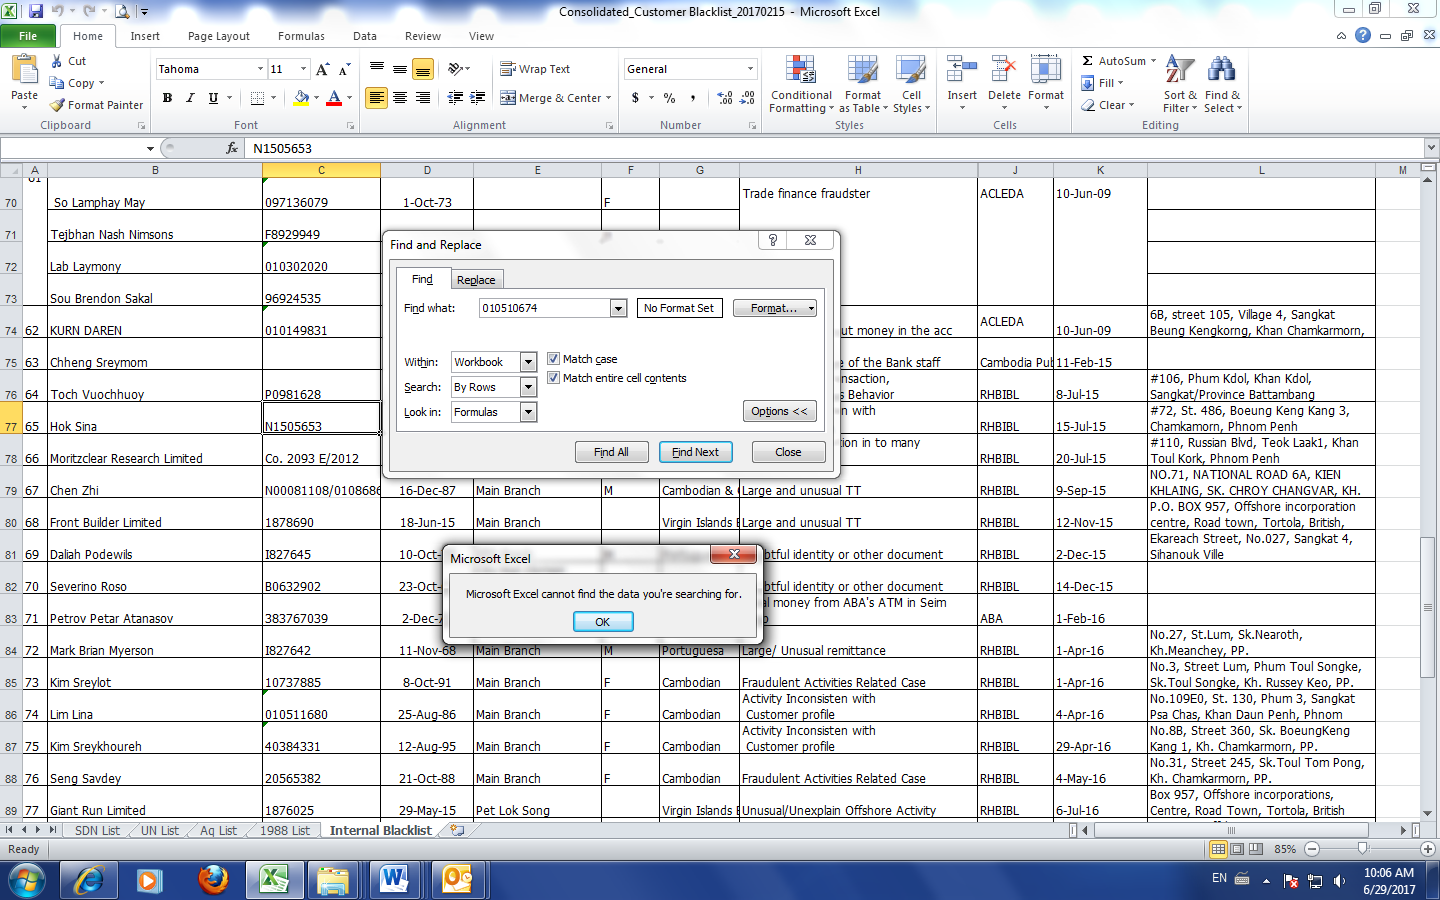 Consolidated_Customer Blacklist_20170215 - Microsoft Excel
File Home Insert Page Layout Formulas Data Review View
Paste Cut Copy Format Painter Clipboard
Tahoma 11 B I U Font
Wrap Text Merge & Center Alignment
General $ % , Number
Conditional Formatting Format as Table Cell Styles Styles
Insert Delete Format Cells
AutoSum Fill Clear Sort & Filter Find & Select Editing
fx N1505653
A B C D E F G H J K L M
70 So Lamphay May 097136079 1-Oct-73 F Trade finance fraudster ACLEDA 10-Jun-09
71 Tejbhan Nash Nimsons F8929949
72 Lab Laymony 010302020
73 Sou Brendon Sakal 96924535
74 62 KURN DAREN 010149831 ut money in the acc ACLEDA 10-Jun-09 6B, street 105, Village 4, Sangkat
Beung Kengkorng, Khan Chamkarmorn,
75 63 Chheng Sreymom e of the Bank staff Cambodia Pub 11-Feb-15
76 64 Toch Vuochhuoy P0981628 nsaction,
s Behavior RHBIBL 8-Jul-15 #106, Phum Kdol, Khan Kdol,
Sangkat/Province Battambang
77 65 Hok Sina N1505653 n with RHBIBL 15-Jul-15 #72, St. 486, Boeung Keng Kang 3,
Chamkamorn, Phnom Penh
78 66 Moritzclear Research Limited Co. 2093 E/2012 ion in to many RHBIBL 20-Jul-15 #110, Russian Blvd, Teok Laak1, Khan
Toul Kork, Phnom Penh
79 67 Chen Zhi N00081108/0108686 16-Dec-87 Main Branch M Cambodian & Large and unusual TT RHBIBL 9-Sep-15 NO.71, NATIONAL ROAD 6A, KIEN
KHLAING, SK. CHROY CHANGVAR, KH.
80 68 Front Builder Limited 1878690 18-Jun-15 Main Branch Virgin Islands Large and unusual TT RHBIBL 12-Nov-15 P.O. BOX 957, Offshore incorporation
centre, Road town, Tortola, British,
81 69 Daliah Podewils I827645 10-Oct- btful identity or other document RHBIBL 2-Dec-15 Ekareach Street, No.027, Sangkat 4,
Sihanouk Ville
82 70 Severino Roso B0632902 23-Oct- btful identity or other document RHBIBL 14-Dec-15
83 71 Petrov Petar Atanasov 383767039 2-Dec-7 al money from ABA's ATM in Seim ABA 1-Feb-16
84 72 Mark Brian Myerson I827642 11-Nov-68 Main Branch M Portuguesa Large/ Unusual remittance RHBIBL 1-Apr-16 No.27, St.Lum, Sk.Nearoth,
Kh.Meanchey, PP.
85 73 Kim Sreylot 10737885 8-Oct-91 Main Branch F Cambodian Fraudulent Activities Related Case RHBIBL 1-Apr-16 No.3, Street Lum, Phum Toul Songke,
Sk.Toul Songke, Kh. Russey Keo, PP.
86 74 Lim Lina 010511680 25-Aug-86 Main Branch F Cambodian Activity Inconsisten with
Customer profile RHBIBL 4-Apr-16 No.109E0, St. 130, Phum 3, Sangkat
Psa Chas, Khan Daun Penh, Phnom
87 75 Kim Sreykhoureh 40384331 12-Aug-95 Main Branch F Cambodian Activity Inconsisten with
Customer profile RHBIBL 29-Apr-16 No.8B, Street 360, Sk. BoeungKeng
Kang 1, Kh. Chamkarmorn, PP.
88 76 Seng Savdey 20565382 21-Oct-88 Main Branch F Cambodian Fraudulent Activities Related Case RHBIBL 4-May-16 No.31, Street 245, Sk.Toul Tom Pong,
Kh. Chamkarmorn, PP.
89 77 Giant Run Limited 1876025 29-May-15 Pet Lok Song Virgin Islands Unusual/Unexplain Offshore Activity RHBIBL 6-Jul-16 Box 957, Offshore incorporations,
Centre, Road Town, Tortola, British
Find and Replace
Find Replace
Find what: 010510674 No Format Set Format...
Within: Workbook Match case
Match entire cell contents
Search: By Rows
Look in: Formulas Options <<
Find All Find Next Close
Microsoft Excel
Microsoft Excel cannot find the data you're searching for.
OK
SDN List UN List Aq List 1988 List Internal Blacklist
Ready 85%
EN 10:06 AM
6/29/2017